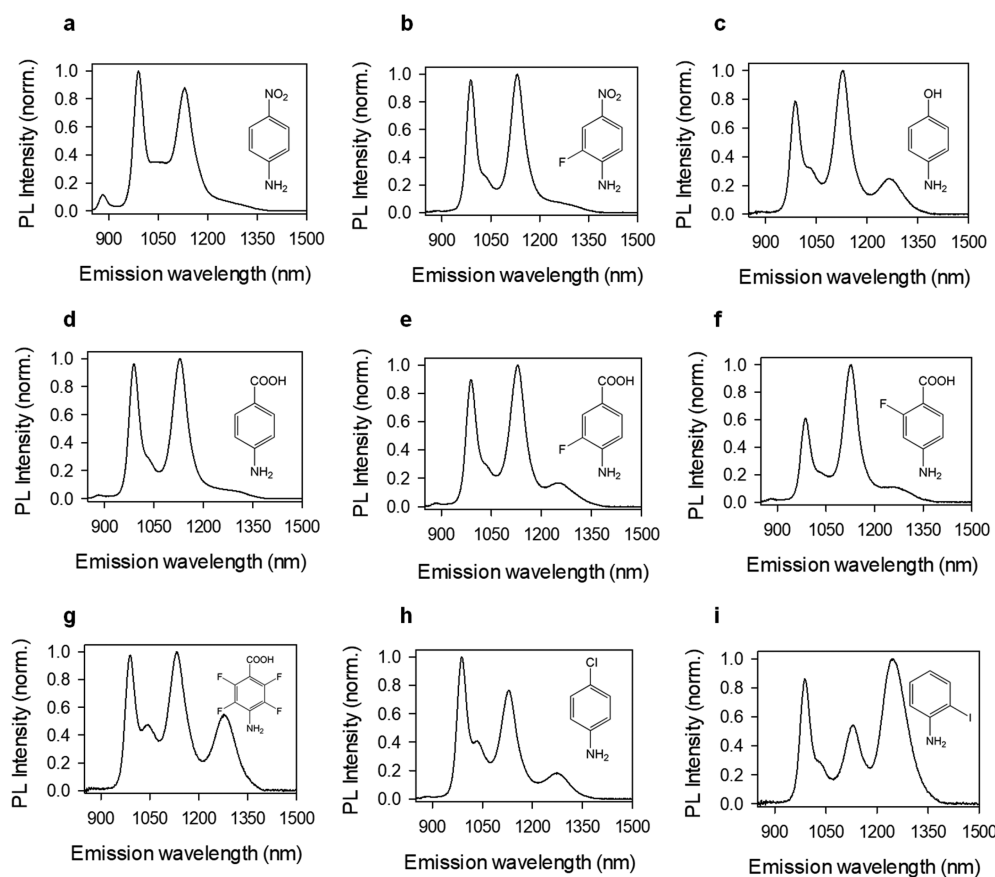 a
PL Intensity (norm.)
1.0
0.8
0.6
0.4
0.2
0.0
900 1050 1200 1350 1500
Emission wavelength (nm)
NO2
NH2
b
PL Intensity (norm.)
1.0
0.8
0.6
0.4
0.2
0.0
900 1050 1200 1350 1500
Emission wavelength (nm)
NO2
F
NH2
c
PL Intensity (norm.)
1.0
0.8
0.6
0.4
0.2
0.0
900 1050 1200 1350 1500
Emission wavelength (nm)
OH
NH2
d
PL Intensity (norm.)
1.0
0.8
0.6
0.4
0.2
0.0
900 1050 1200 1350 1500
Emission wavelength (nm)
COOH
NH2
e
PL Intensity (norm.)
1.0
0.8
0.6
0.4
0.2
0.0
900 1050 1200 1350 1500
Emission wavelength (nm)
COOH
F
NH2
f
PL Intensity (norm.)
1.0
0.8
0.6
0.4
0.2
0.0
900 1050 1200 1350 1500
Emission wavelength (nm)
COOH
F
NH2
g
PL Intensity (norm.)
1.0
0.8
0.6
0.4
0.2
0.0
900 1050 1200 1350 1500
Emission wavelength (nm)
COOH
F F
F F
NH2
h
PL Intensity (norm.)
1.0
0.8
0.6
0.4
0.2
0.0
900 1050 1200 1350 1500
Emission wavelength (nm)
Cl
NH2
i
PL Intensity (norm.)
1.0
0.8
0.6
0.4
0.2
0.0
900 1050 1200 1350 1500
Emission wavelength (nm)
I
NH2